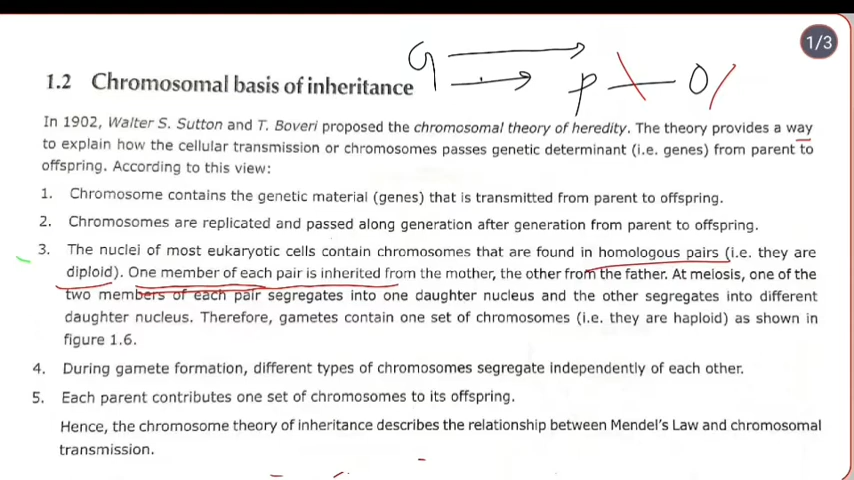 1/3
G
P O
1.2 Chromosomal basis of inheritance
In 1902, Walter S. Sutton and T. Boveri proposed the chromosomal theory of heredity. The theory provides a way
to explain how the cellular transmission or chromosomes passes genetic determinant (i.e. genes) from parent to
offspring. According to this view:
1. Chromosome contains the genetic material (genes) that is transmitted from parent to offspring.
2. Chromosomes are replicated and passed along generation after generation from parent to offspring.
3. The nuclei of most eukaryotic cells contain chromosomes that are found in homologous pairs (i.e. they are
diploid). One member of each pair is inherited from the mother, the other from the father. At meiosis, one of the
two members of each pair segregates into one daughter nucleus and the other segregates into different
daughter nucleus. Therefore, gametes contain one set of chromosomes (i.e. they are haploid) as shown in
figure 1.6.
4. During gamete formation, different types of chromosomes segregate independently of each other.
5. Each parent contributes one set of chromosomes to its offspring.
Hence, the chromosome theory of inheritance describes the relationship between Mendel's Law and chromosomal
transmission.